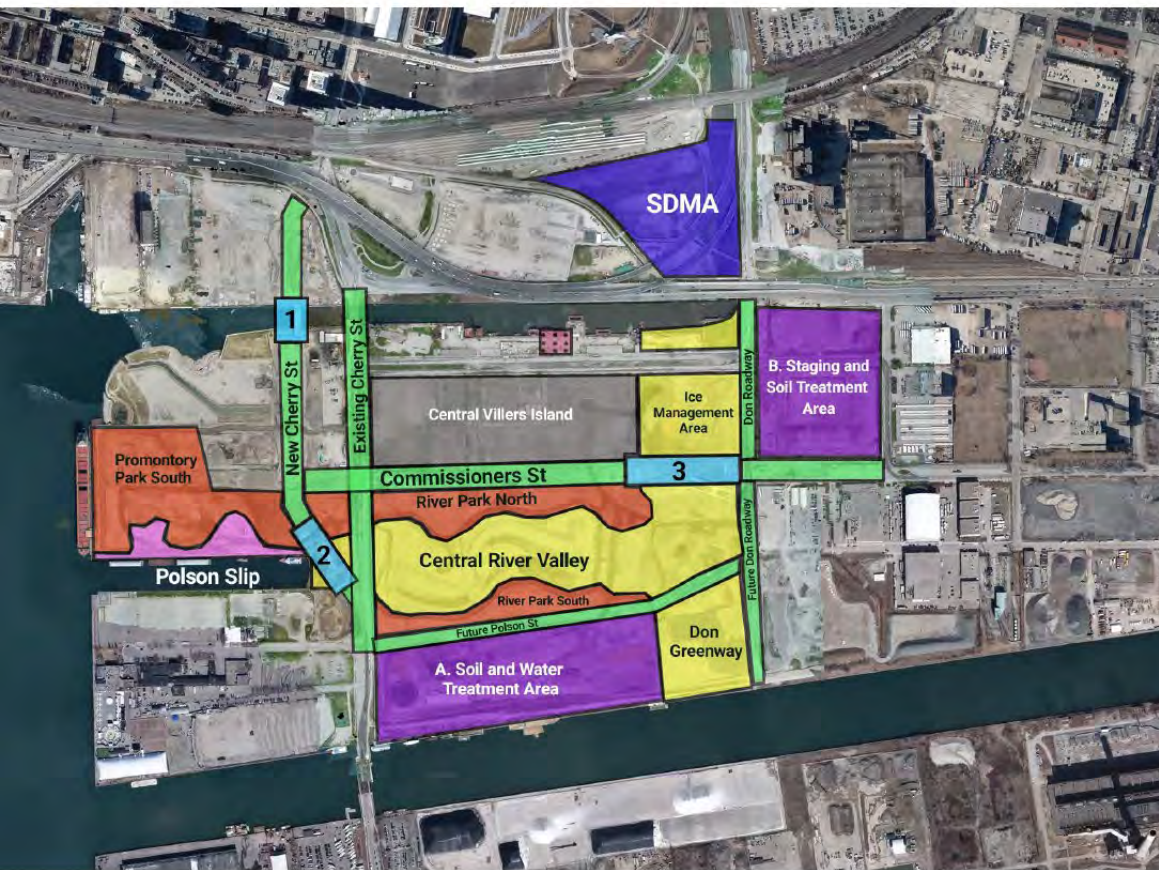 SDMA
1
New Cherry St
Existing Cherry St
Don Roadway
B. Staging and
Soil Treatment
Area
Central Villers Island
Ice
Management
Area
Promontory
Park South
Commissioners St
3
River Park North
2
Central River Valley
Future Don Roadway
Polson Slip
River Park South
Future Polson St
Don
Greenway
A. Soil and Water
Treatment Area